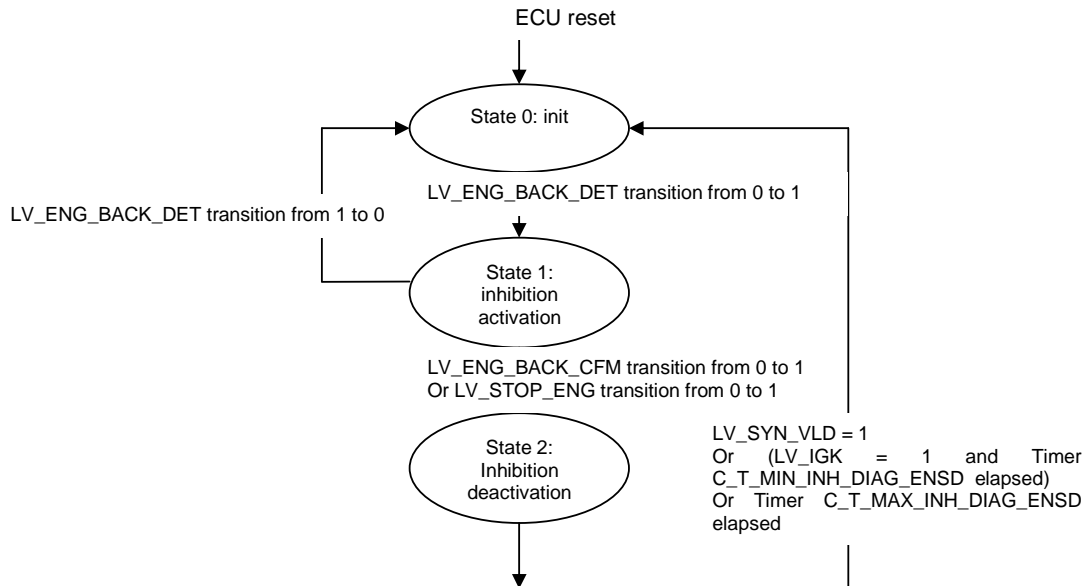 ECU reset
State 0: init
LV_ENG_BACK_DET transition from 0 to 1
LV_ENG_BACK_DET transition from 1 to 0
State 1:
inhibition
activation
LV_ENG_BACK_CFM transition from 0 to 1
Or LV_STOP_ENG transition from 0 to 1
State 2:
Inhibition
deactivation
LV_SYN_VLD = 1
Or (LV_IGK = 1 and Timer
C_T_MIN_INH_DIAG_ENSD elapsed)
Or Timer C_T_MAX_INH_DIAG_ENSD
elapsed